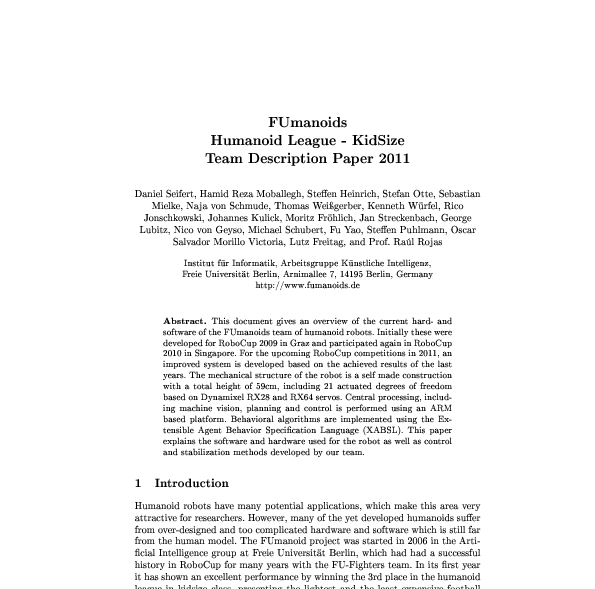 FUmanoids
Humanoid League - KidSize
Team Description Paper 2011
Daniel Seifert, Hamid Reza Moballegh, Steffen Heinrich, Stefan Otte, Sebastian
Mielke, Naja von Schmude, Thomas Weißgerber, Kenneth Würfel, Rico
Jonschkowski, Johannes Kulick, Moritz Fröhlich, Jan Streckenbach, George
Lubitz, Nico von Geyso, Michael Schubert, Fu Yao, Steffen Puhlmann, Oscar
Salvador Morillo Victoria, Lutz Freitag, and Prof. Raúl Rojas
Institut für Informatik, Arbeitsgruppe Künstliche Intelligenz,
Freie Universität Berlin, Arnimallee 7, 14195 Berlin, Germany
http://www.fumanoids.de
Abstract. This document gives an overview of the current hard- and
software of the FUmanoids team of humanoid robots. Initially these were
developed for RoboCup 2009 in Graz and participated again in RoboCup
2010 in Singapore. For the upcoming RoboCup competitions in 2011, an
improved system is developed based on the achieved results of the last
years. The mechanical structure of the robot is a self made construction
with a total height of 59cm, including 21 actuated degrees of freedom
based on Dynamixel RX28 and RX64 servos. Central processing, includ-
ing machine vision, planning and control is performed using an ARM
based platform. Behavioral algorithms are implemented using the Ex-
tensible Agent Behavior Specification Language (XABSL). This paper
explains the software and hardware used for the robot as well as control
and stabilization methods developed by our team.
1 Introduction
Humanoid robots have many potential applications, which make this area very
attractive for researchers. However, many of the yet developed humanoids suffer
from over-designed and too complicated hardware and software which is still far
from the human model. The FUmanoid project was started in 2006 in the Arti-
ficial Intelligence group at Freie Universität Berlin, which had had a successful
history in RoboCup for many years with the FU-Fighters team. In its first year
it has shown an excellent performance by winning the 3rd place in the humanoid
league in kidsize class, presenting the lightest and the least expensive football